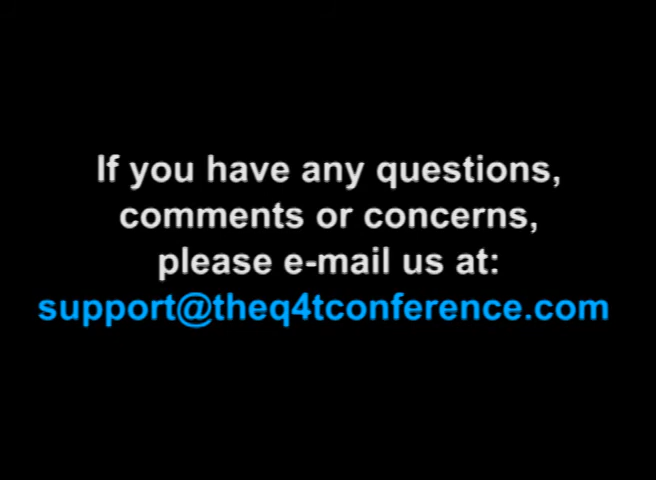 If you have any questions,
comments or concerns,
please e-mail us at:
support@theq4tconference.com